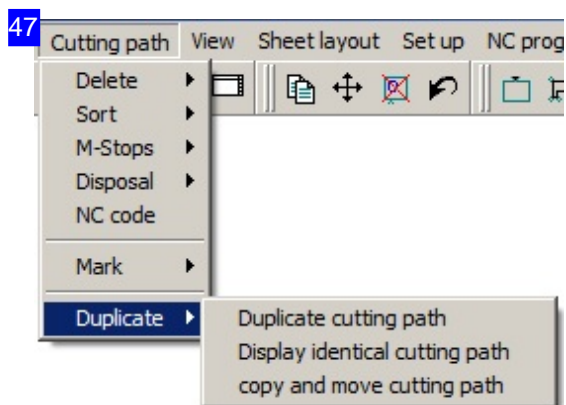 47
Cutting path View Sheet layout Set up NC prog
Delete
Sort
M-Stops
Disposal
NC code
Mark
Duplicate
Duplicate cutting path
Display identical cutting path
copy and move cutting path